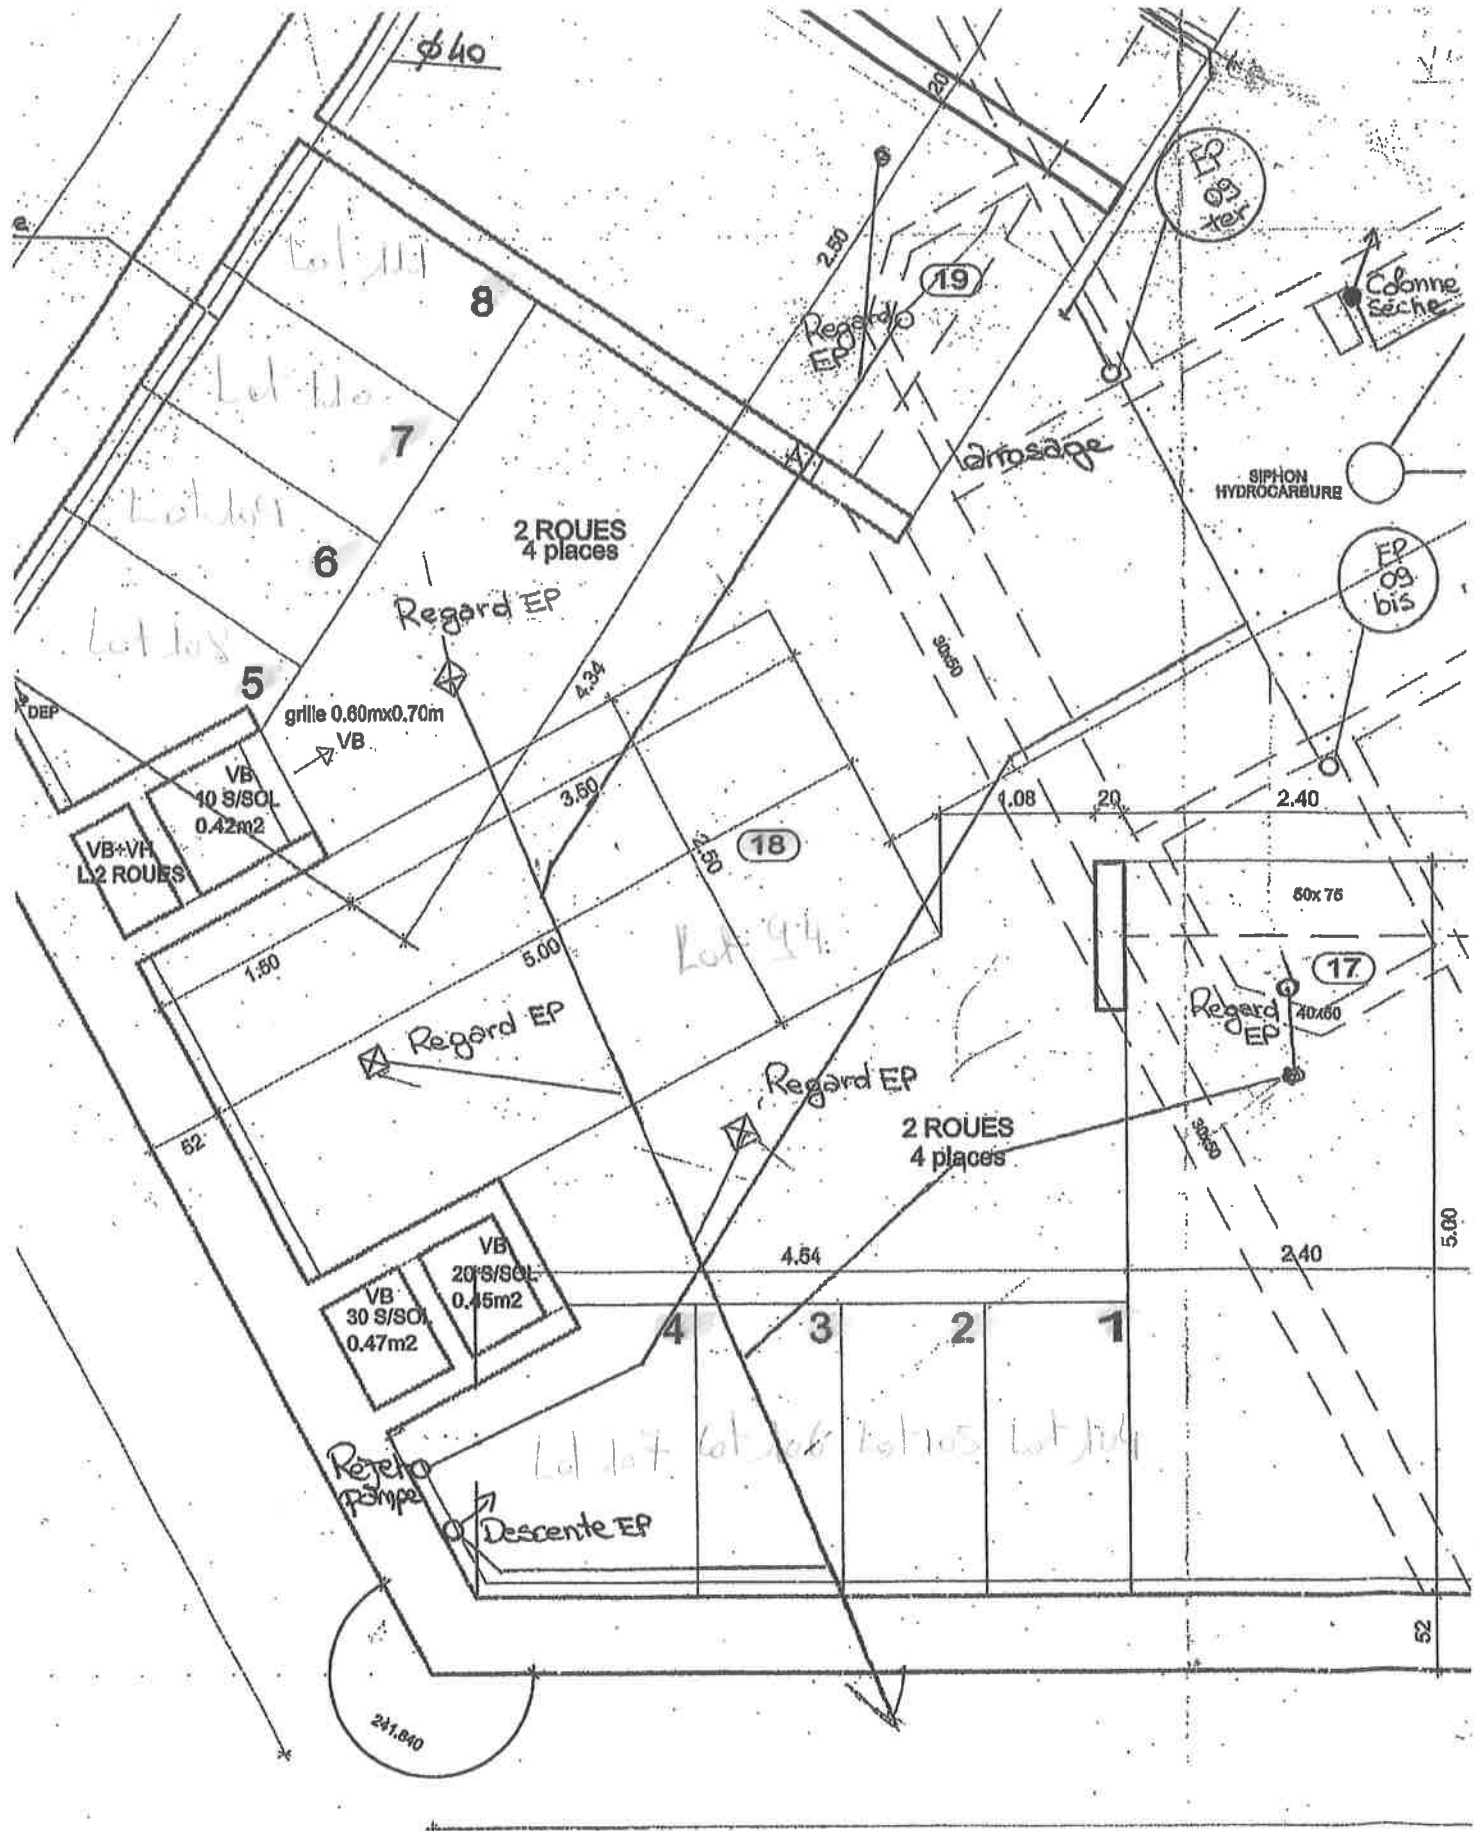 ϕ40
20
EP
09
ter
Lot 111
8
2.50
19
Colonne
sèche
Regard
EP
Lot 110
7
arrosage
SIPHON
HYDROCARBURE
Lot 109
6
2 ROUES
4 places
EP
09
bis
Regard EP
Lot 108
5
30x50
4.34
DEP
grille 0.60mx0.70m
VB
VB
10 S/SOL
0.42m2
3.50
1.08
20
2.40
VB+VH
L.2 ROUES
2.50
18
50x 75
Lot 94
1.50
5.00
17
Regard
EP
40x60
Regard EP
Regard EP
2 ROUES
4 places
52
30x50
5.00
VB
20 S/SOL
0.45m2
4.54
2.40
VB
30 S/SOL
0.47m2
4
3
2
1
Lot 107
Lot 106
Lot 105
Lot 104
Rejet
pompe
Descente EP
52
241.840